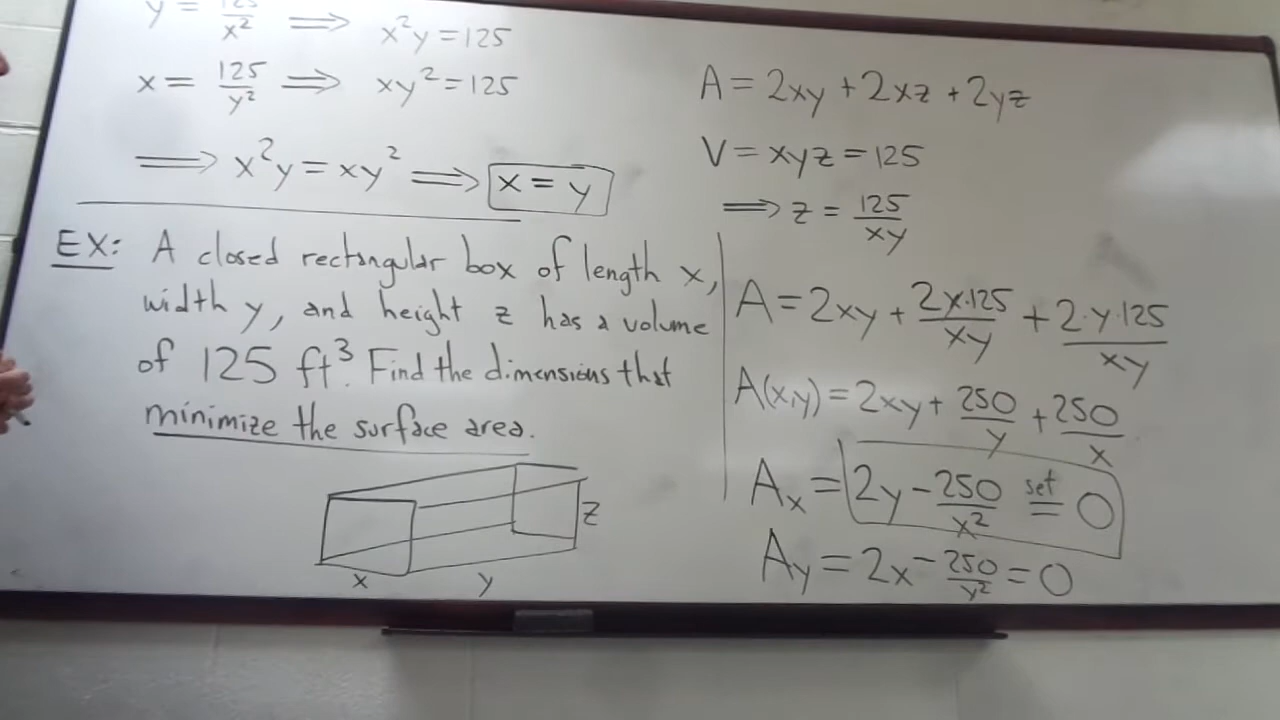 y = 125/x² ⟹ x²y = 125
x = 125/y² ⟹ xy² = 125
⟹ x²y = xy² ⟹ x = y
EX: A closed rectangular box of length x,
width y, and height z has a volume
of 125 ft³. Find the dimensions that
minimize the surface area.
x y z
A = 2xy + 2xz + 2yz
V = xyz = 125
⟹ z = 125/xy
A = 2xy + 2x·125/xy + 2·y·125/xy
A(x,y) = 2xy + 250/y + 250/x
Aₓ = 2y - 250/x² set = 0
A_y = 2x - 250/y² = 0